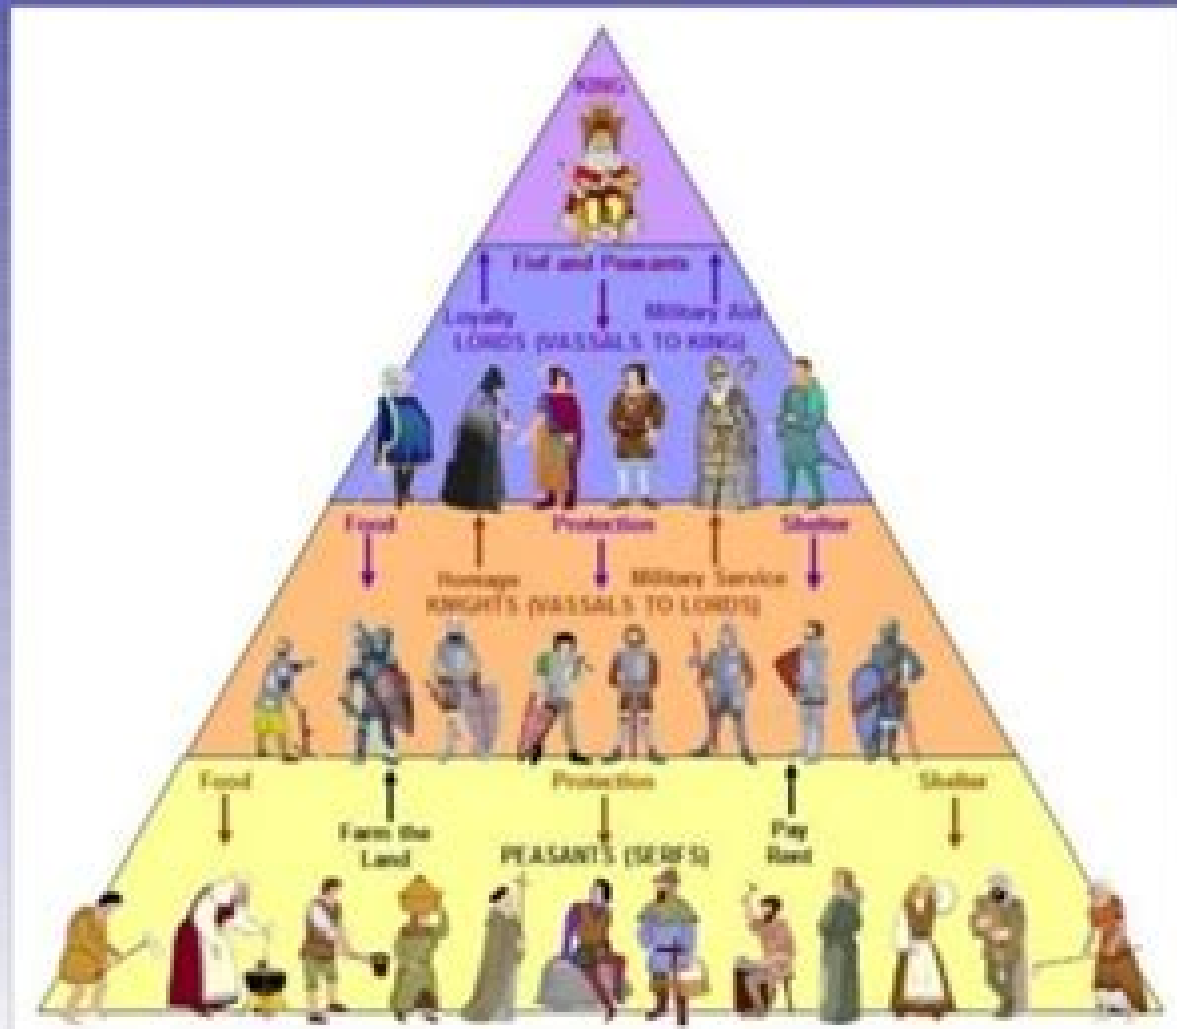 KING
Fief and Peasants
Loyalty Military Aid
LORDS (VASSALS TO KING)
Food Protection Shelter
Homage Military Service
KNIGHTS (VASSALS TO LORDS)
Food Protection Shelter
Farm the Pay
Land Rent
PEASANTS (SERFS)